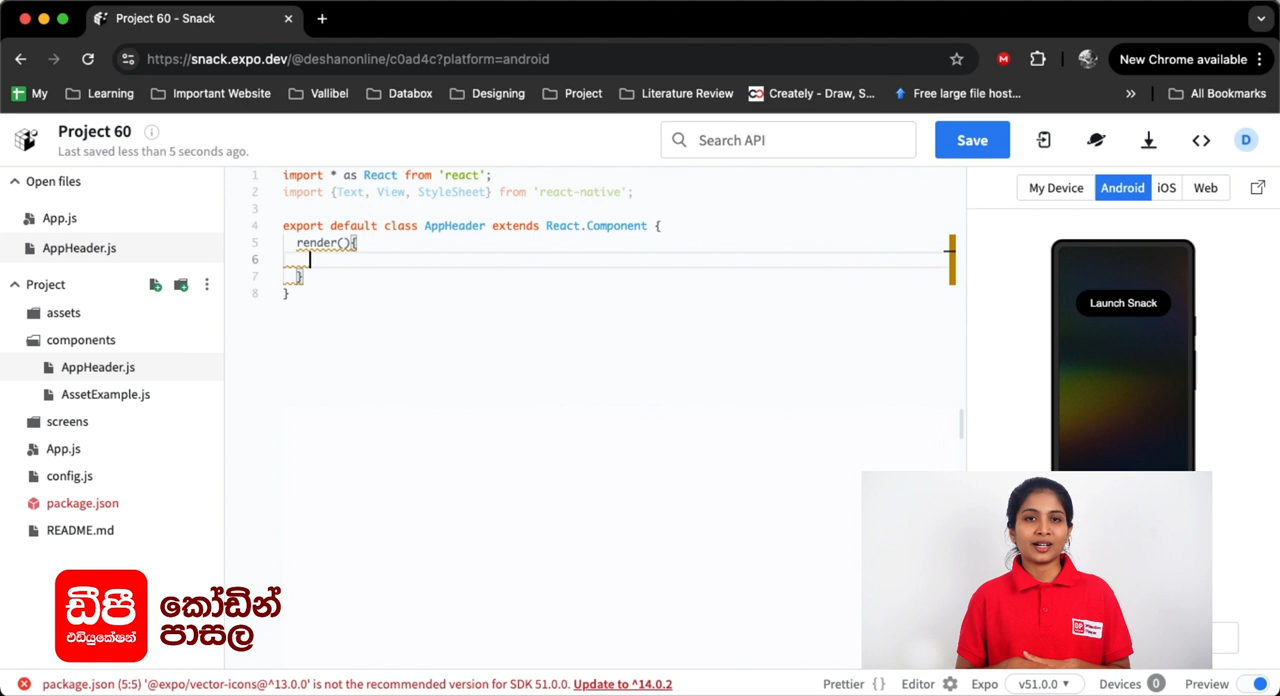 Project 60 - Snack
https://snack.expo.dev/@deshanonline/c0ad4c?platform=android
M
New Chrome available
My
Learning
Important Website
Vallibel
Databox
Designing
Project
Literature Review
Creately - Draw, S...
Free large file host...
»
All Bookmarks
Project 60
Last saved less than 5 seconds ago.
Search API
Save
D
Open files
App.js
AppHeader.js
Project
assets
components
AppHeader.js
AssetExample.js
screens
App.js
config.js
package.json
README.md
1 import * as React from 'react';
2 import {Text, View, StyleSheet} from 'react-native';
3
4 export default class AppHeader extends React.Component {
5 render(){
6
7 }
8 }
My Device
Android
iOS
Web
Launch Snack
ඩීපී
එඩියුකේෂන්
කෝඩින්
පාසල
DP
package.json (5:5) '@expo/vector-icons@^13.0.0' is not the recommended version for SDK 51.0.0. Update to ^14.0.2
Prettier { }
Editor
Expo
v51.0.0
Devices 0
Preview